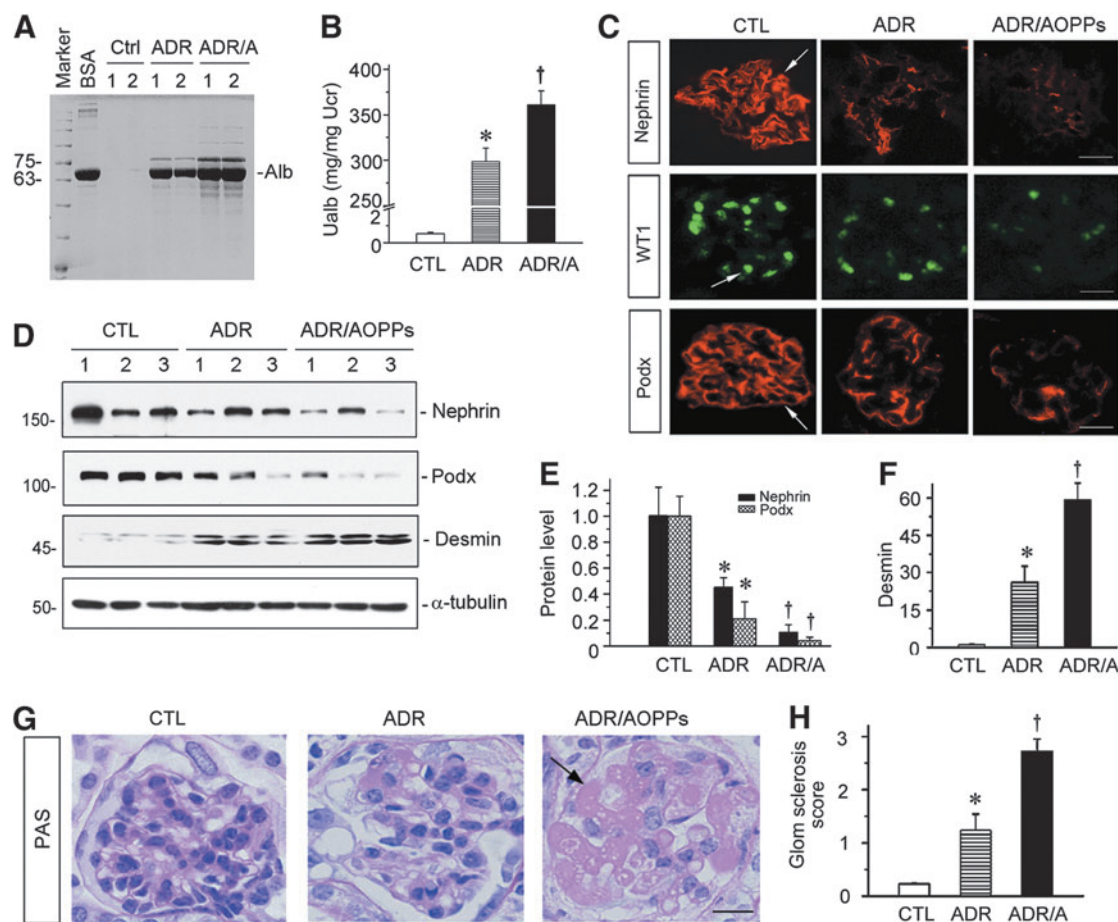 A
Marker
BSA
Ctrl ADR ADR/A
1 2 1 2 1 2
75-
63-
-Alb
B
Ualb (mg/mg Ucr)
400
350
300
250
2
0
*
†
CTL ADR ADR/A
C
CTL ADR ADR/AOPPs
Nephrin
WT1
Podx
D
CTL ADR ADR/AOPPs
1 2 3 1 2 3 1 2 3
150-
- Nephrin
100-
- Podx
45-
- Desmin
50-
- α-tubulin
E
Protein level
1.2
1.0
0.8
0.6
0.4
0.2
0
Nephrin
Podx
* *
† †
CTL ADR ADR/A
F
Desmin
60
45
30
15
0
*
†
CTL ADR ADR/A
G
CTL ADR ADR/AOPPs
PAS
H
Glom sclerosis
score
3
2
1
0
*
†
CTL ADR ADR/A